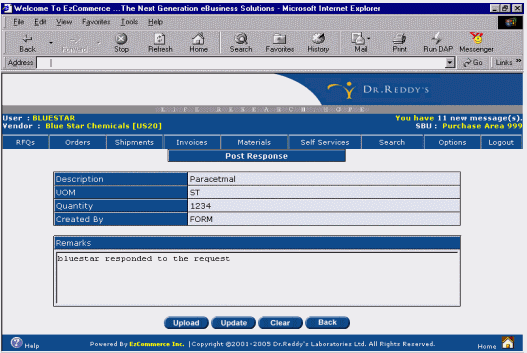 Welcome To EzCommerce ...The Next Generation eBusiness Solutions - Microsoft Internet Explorer
File Edit View Favorites Tools Help
Back Forward Stop Refresh Home Search Favorites History Mail Print Run DAP Messenger
Address Go Links »
DR.REDDY'S
LIFE. RESEARCH. HOPE
User : BLUESTAR You have 11 new message(s).
Vendor : Blue Star Chemicals [US20] SBU : Purchase Area 999
RFQs Orders Shipments Invoices Materials Self Services Search Options Logout
Post Response
Description Paracetmal
UOM ST
Quantity 1234
Created By FORM
Remarks
bluestar responded to the request
Upload Update Clear Back
Help Powered By EzCommerce Inc. |Copyright @2001-2005 Dr.Reddy's Laboratories Ltd. All Rights Reserved. Home